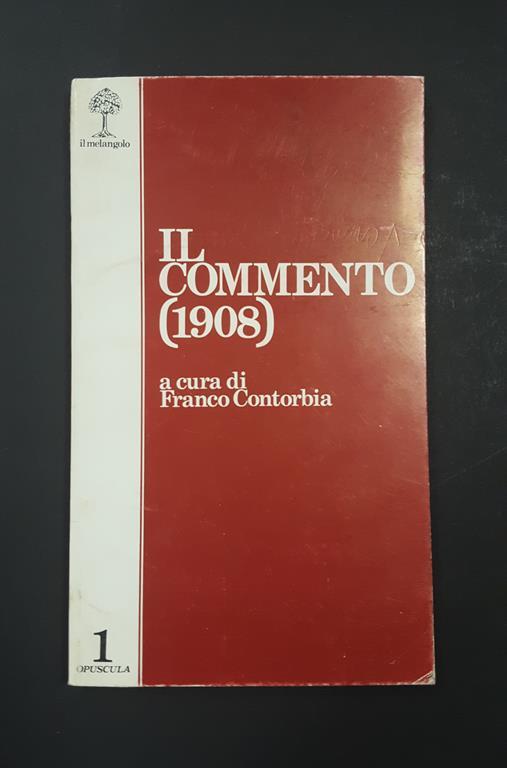 il melangolo
IL
COMMENTO
(1908)
a cura di
Franco Contorbia
1
OPUSCULA